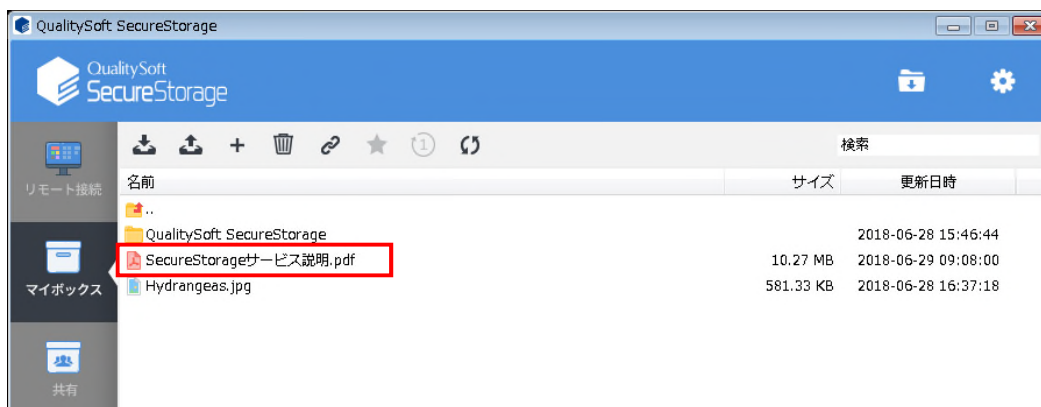 QualitySoft SecureStorage
QualitySoft
SecureStorage
リモート接続
マイボックス
共有
1
検索
名前 サイズ 更新日時
..
QualitySoft SecureStorage 2018-06-28 15:46:44
SecureStorageサービス説明.pdf 10.27 MB 2018-06-29 09:08:00
Hydrangeas.jpg 581.33 KB 2018-06-28 16:37:18